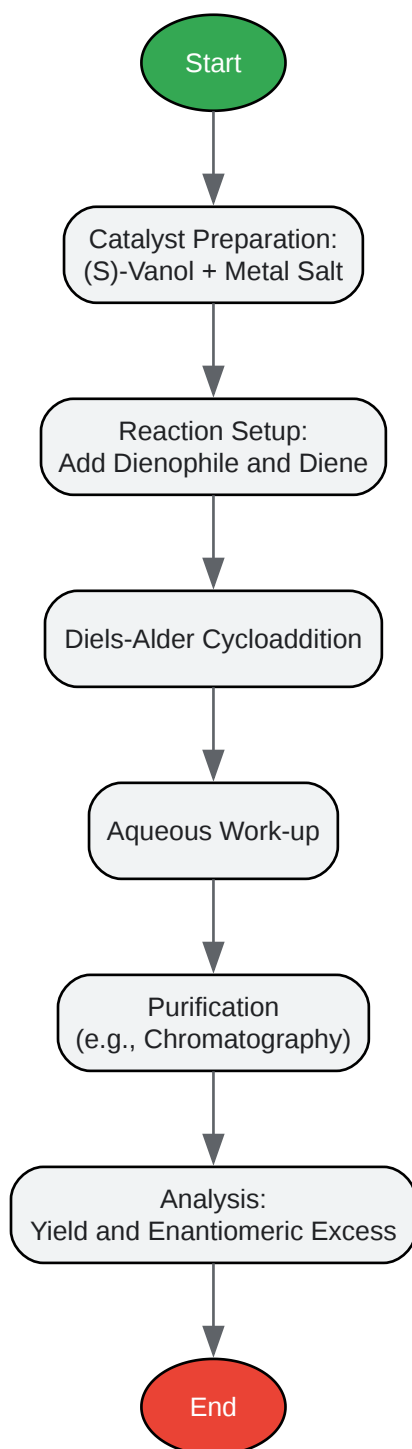 Start
Catalyst Preparation:
(S)-Vanol + Metal Salt
Reaction Setup:
Add Dienophile and Diene
Diels-Alder Cycloaddition
Aqueous Work-up
Purification
(e.g., Chromatography)
Analysis:
Yield and Enantiomeric Excess
End